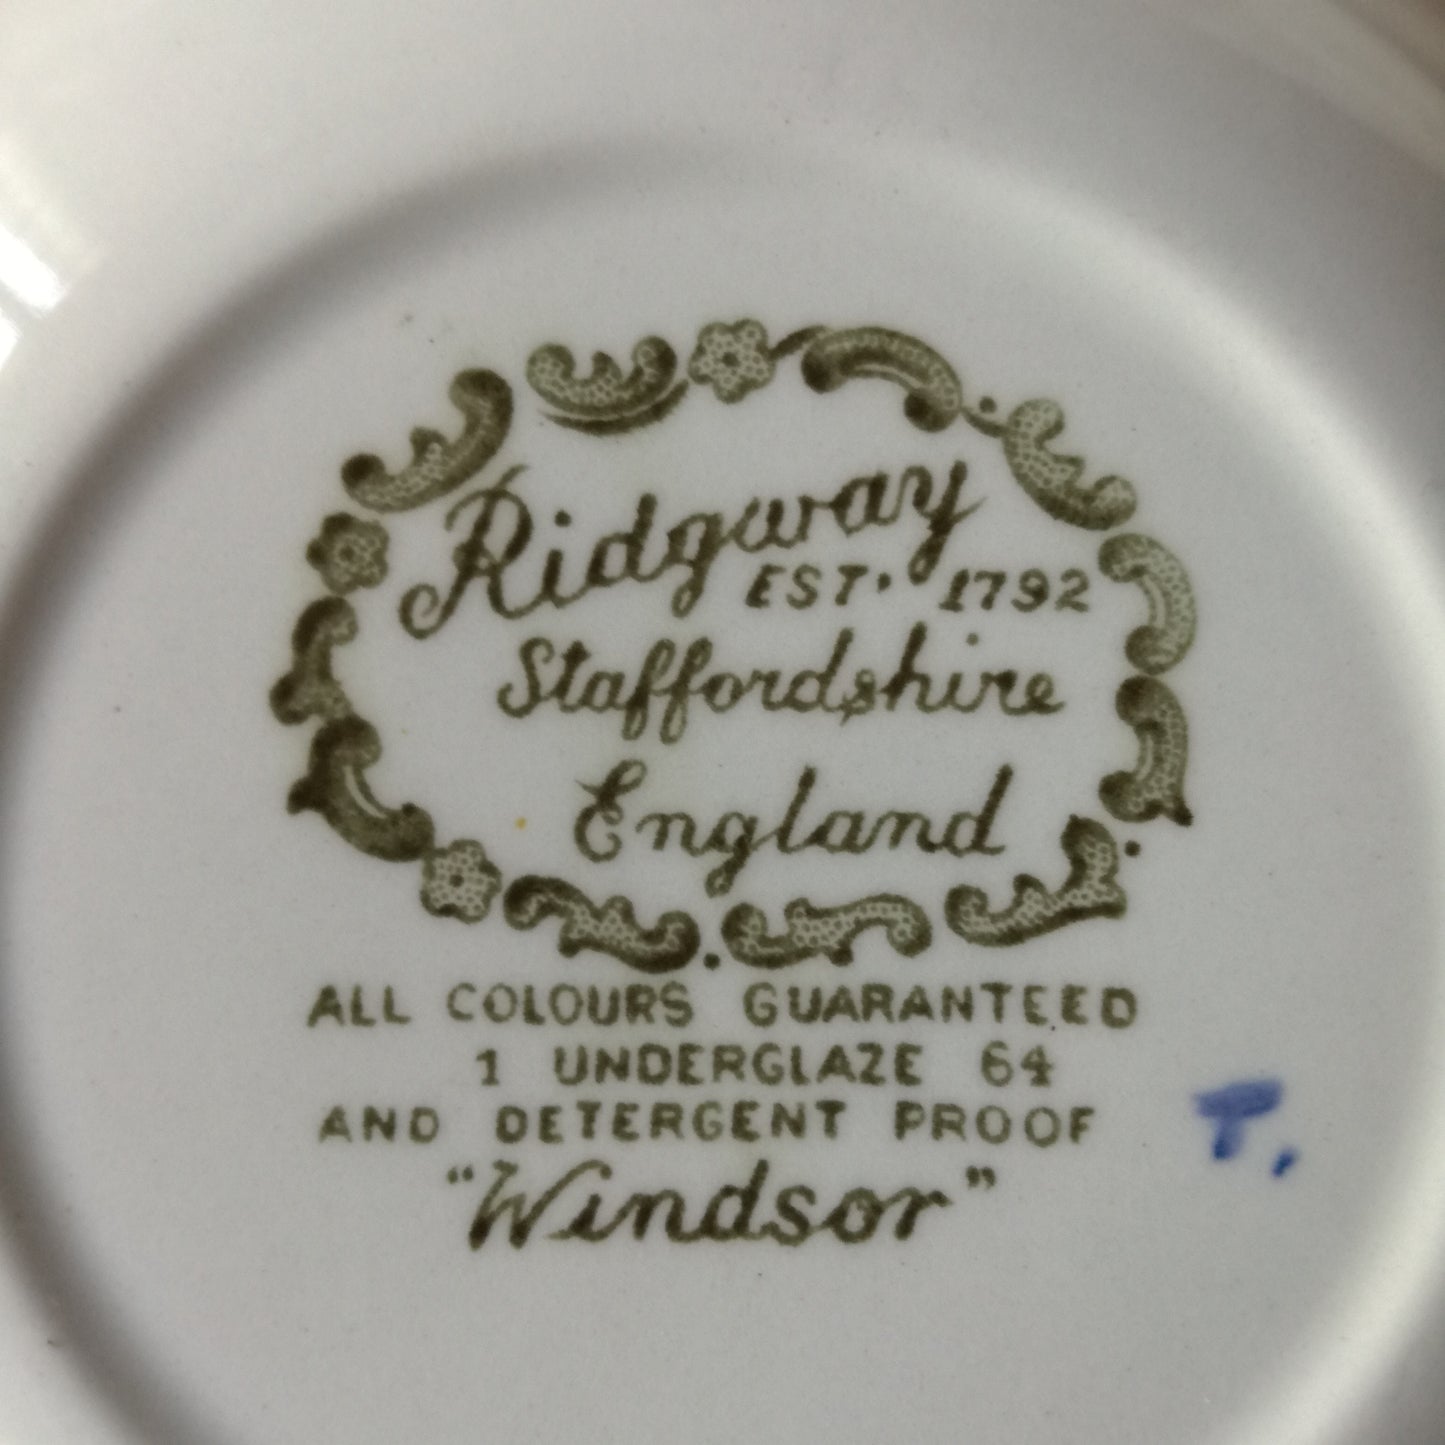 Ridgway
EST. 1792
Staffordshire
England
ALL COLOURS GUARANTEED
1 UNDERGLAZE 64
AND DETERGENT PROOF
"Windsor"
T.